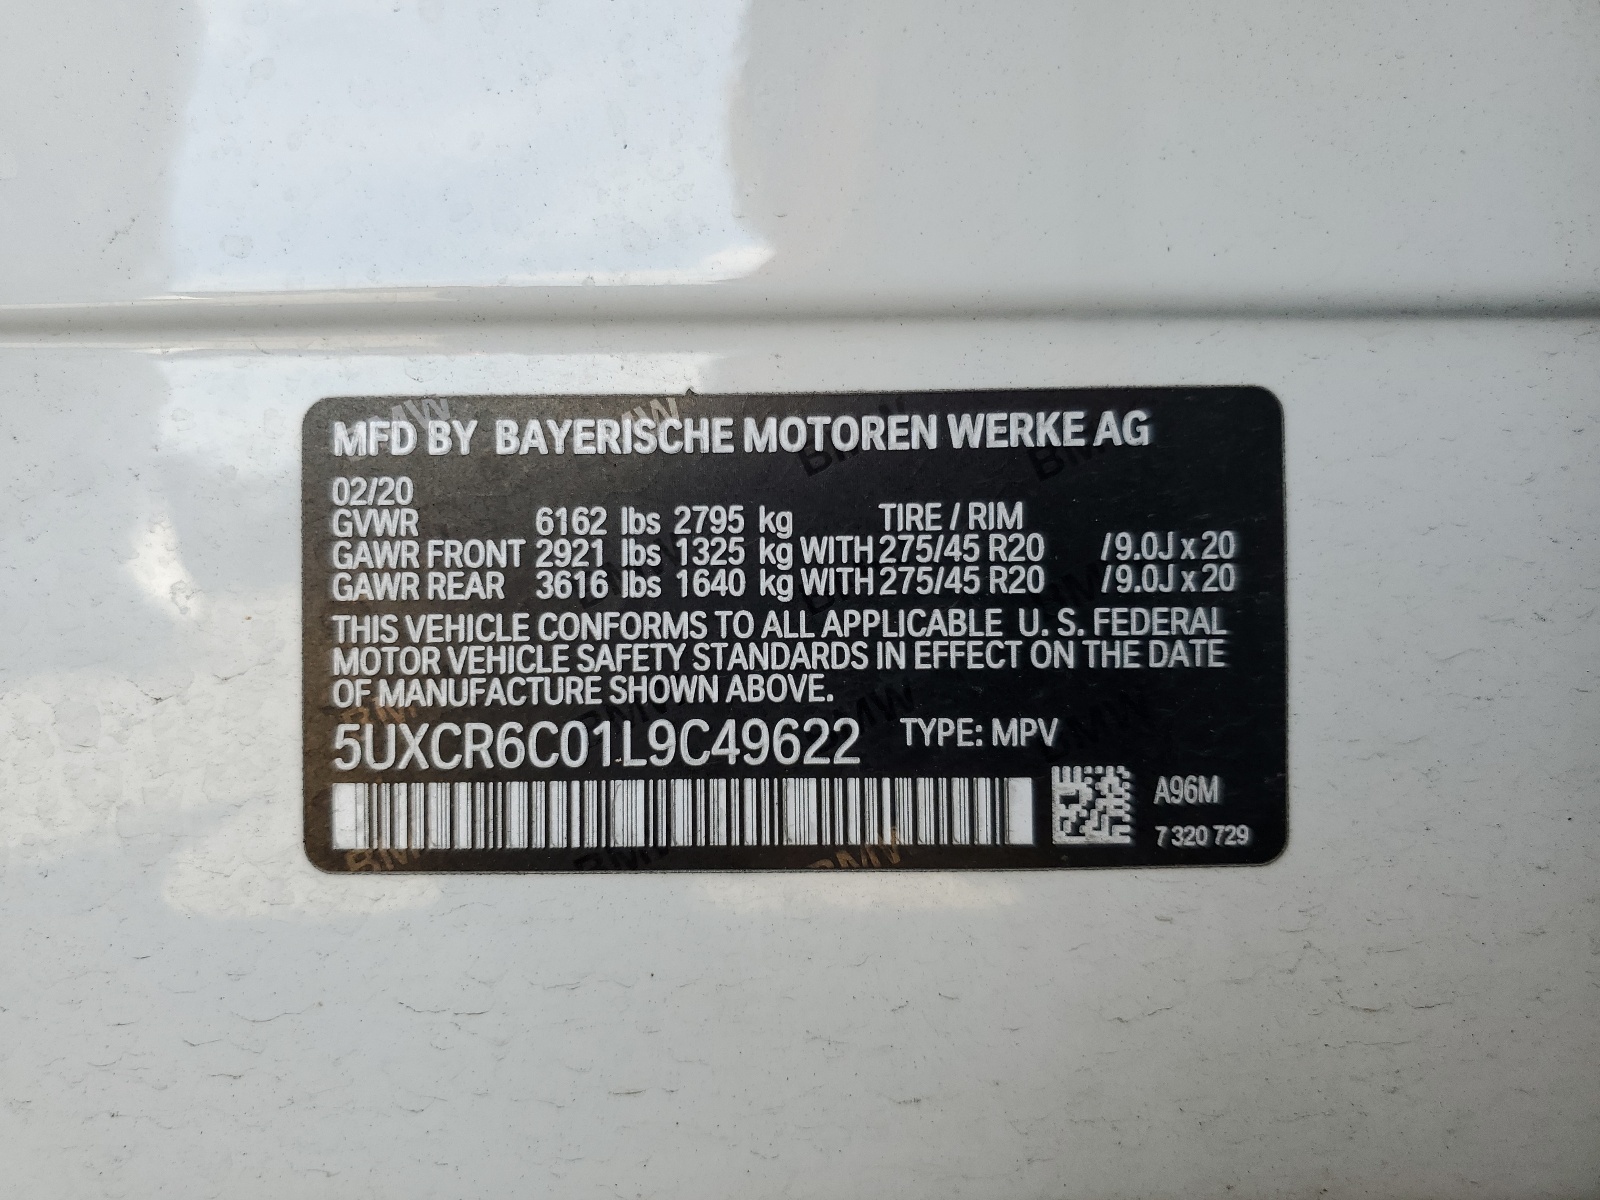 MFD BY BAYERISCHE MOTOREN WERKE AG
02/20
GVWR 6162 lbs 2795 kg TIRE / RIM
GAWR FRONT 2921 lbs 1325 kg WITH 275/45 R20 /9.0J x 20
GAWR REAR 3616 lbs 1640 kg WITH 275/45 R20 /9.0J x 20
THIS VEHICLE CONFORMS TO ALL APPLICABLE U. S. FEDERAL
MOTOR VEHICLE SAFETY STANDARDS IN EFFECT ON THE DATE
OF MANUFACTURE SHOWN ABOVE.
5UXCR6C01L9C49622 TYPE: MPV
A96M
7 320 729